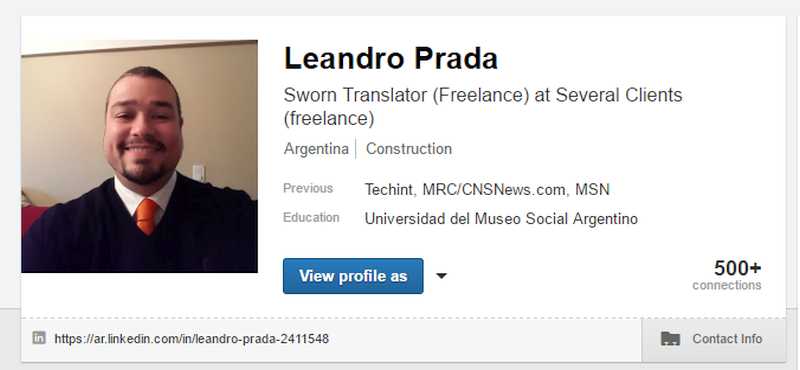 Leandro Prada
Sworn Translator (Freelance) at Several Clients
(freelance)
Argentina Construction
Previous Techint, MRC/CNSNews.com, MSN
Education Universidad del Museo Social Argentino
View profile as
500+
connections
in https://ar.linkedin.com/in/leandro-prada-2411548
Contact Info